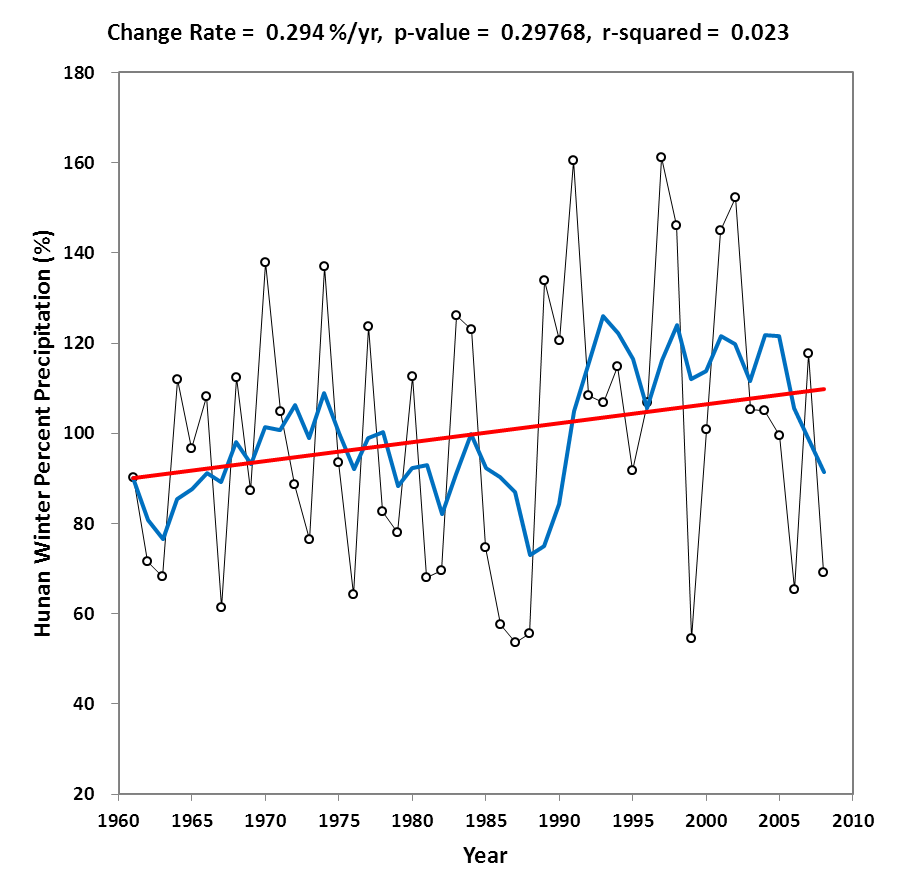 Change Rate = 0.294 %/yr, p-value = 0.29768, r-squared = 0.023
180
160
140
120
100
80
60
40
20
Hunan Winter Percent Precipitation (%)
1960 1965 1970 1975 1980 1985 1990 1995 2000 2005 2010
Year